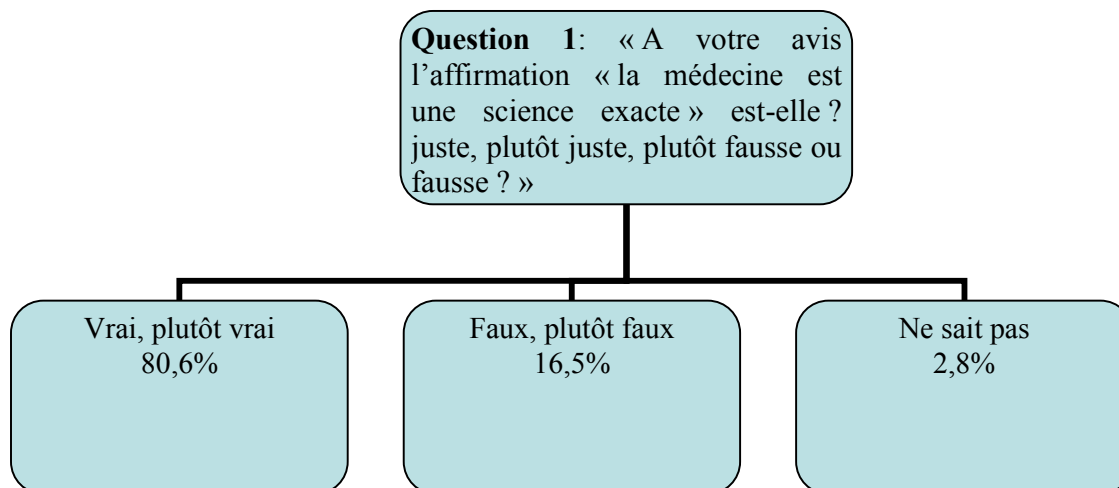 Question 1: « A votre avis
l’affirmation « la médecine est
une science exacte » est-elle ?
juste, plutôt juste, plutôt fausse ou
fausse ? »
Vrai, plutôt vrai
80,6%
Faux, plutôt faux
16,5%
Ne sait pas
2,8%